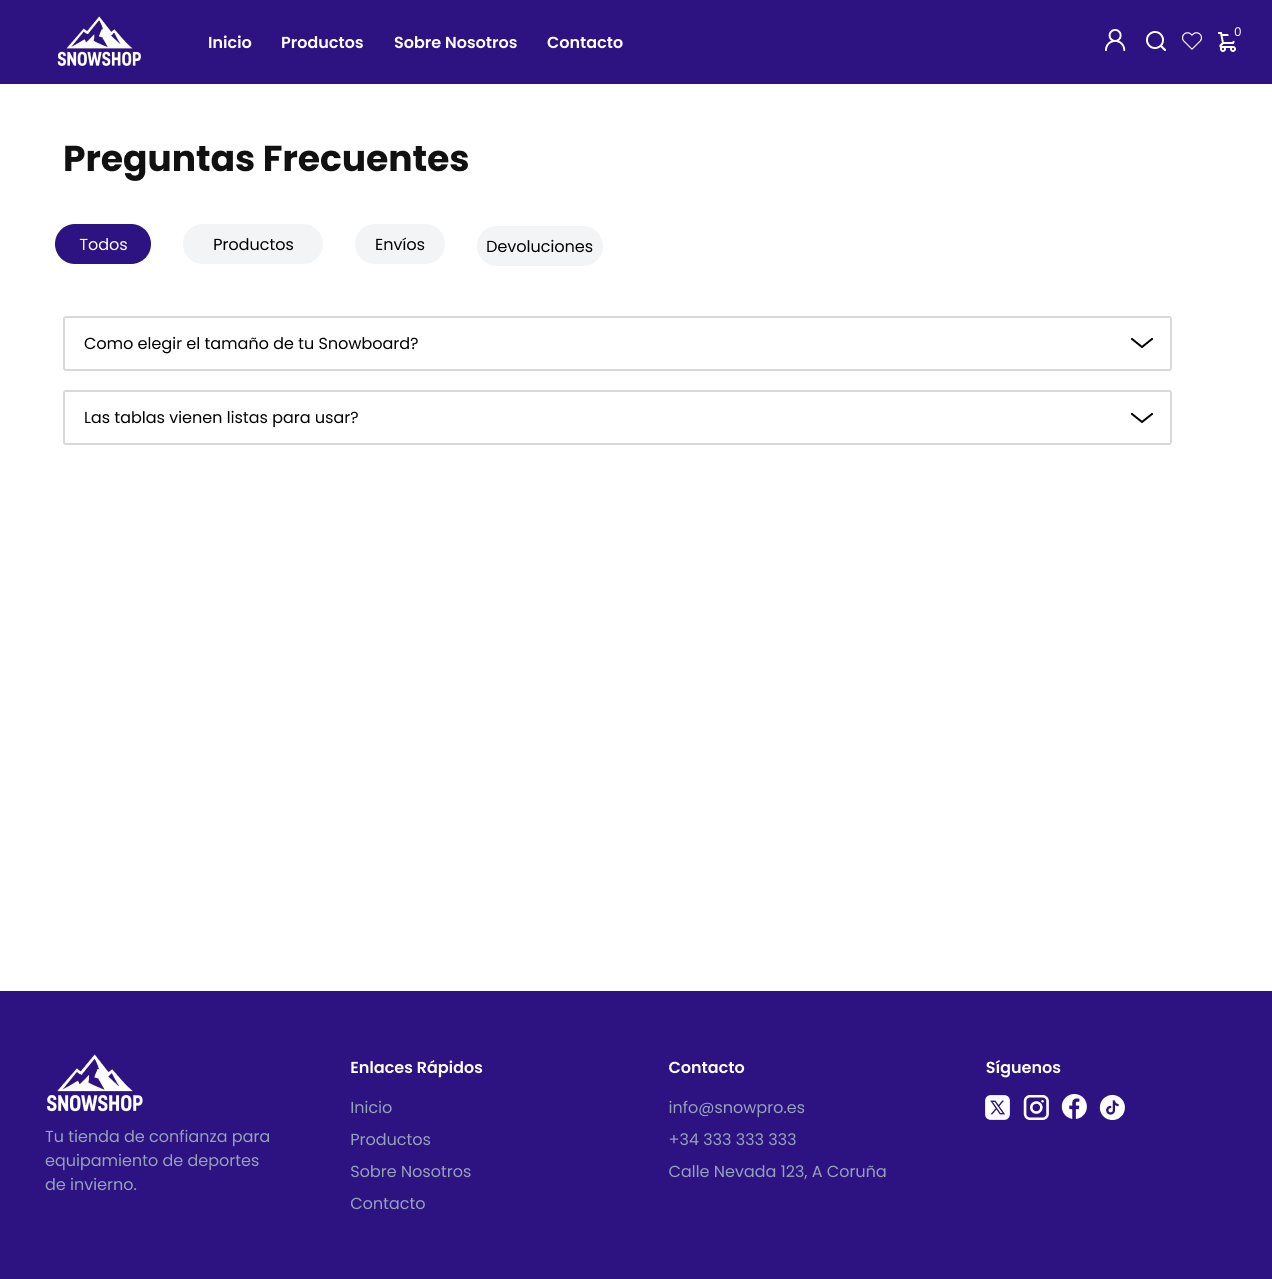 SNOWSHOP
Inicio Productos Sobre Nosotros Contacto
0
Preguntas Frecuentes
Todos Productos Envíos Devoluciones
Como elegir el tamaño de tu Snowboard?
Las tablas vienen listas para usar?
SNOWSHOP
Tu tienda de confianza para
equipamiento de deportes
de invierno.
Enlaces Rápidos
Inicio
Productos
Sobre Nosotros
Contacto
Contacto
info@snowpro.es
+34 333 333 333
Calle Nevada 123, A Coruña
Síguenos